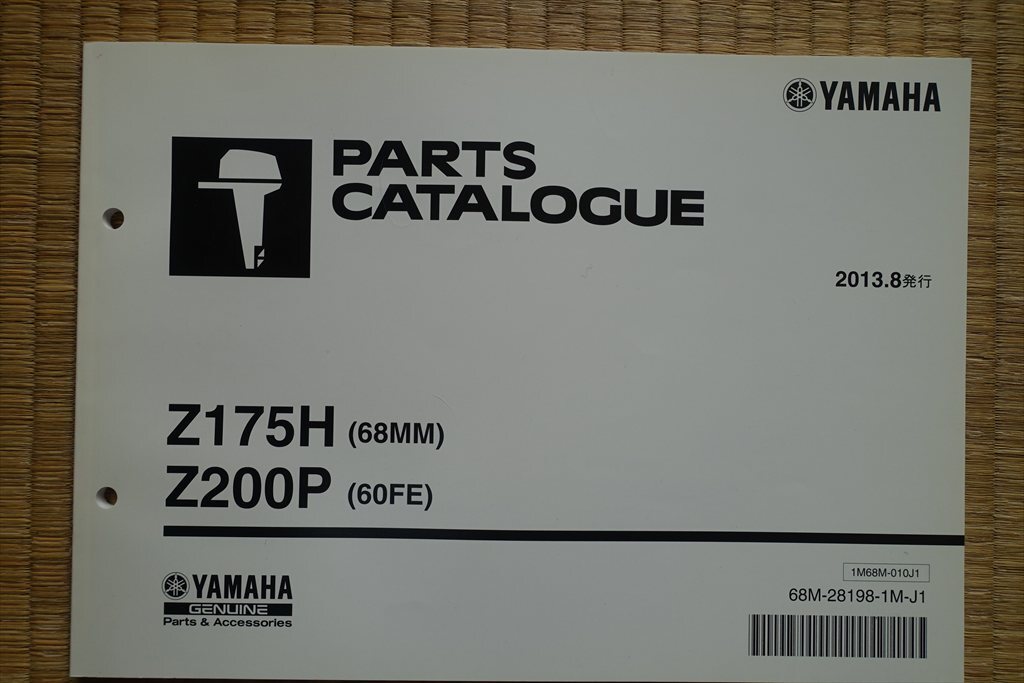 YAMAHA
PARTS
CATALOGUE
2013.8発行
Z175H (68MM)
Z200P (60FE)
YAMAHA
GENUINE
Parts & Accessories
1M68M-010J1
68M-28198-1M-J1